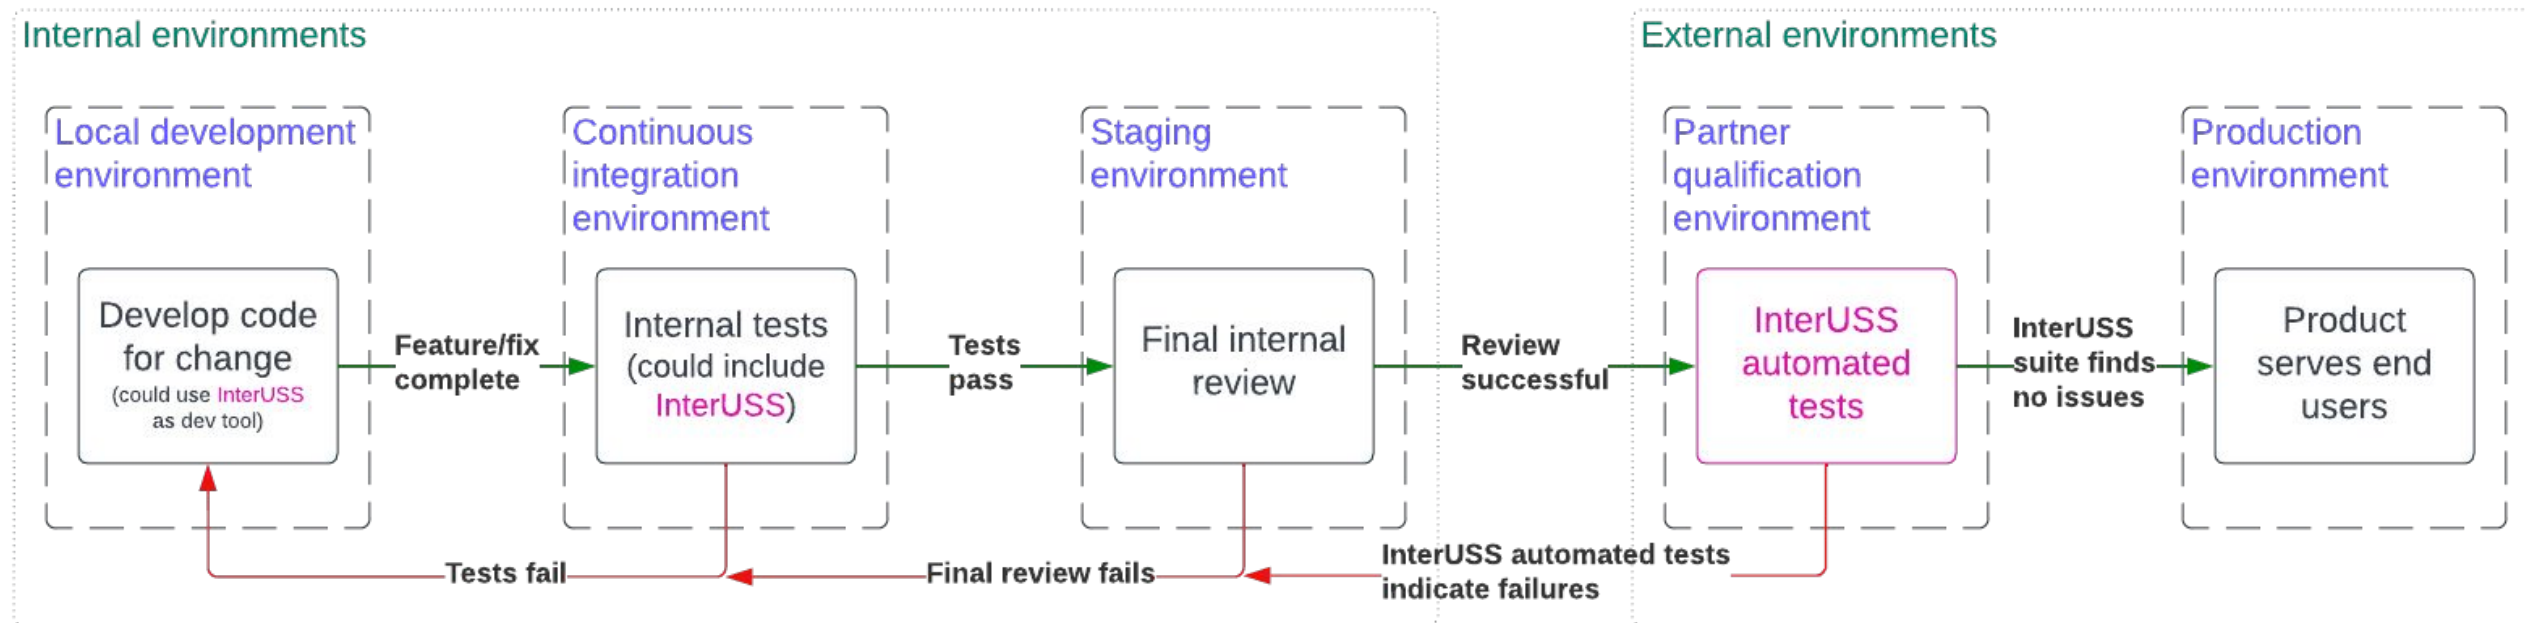 Internal environments
External environments
Local development
environment
Continuous
integration
environment
Staging
environment
Partner
qualification
environment
Production
environment
Develop code
for change
(could use InterUSS
as dev tool)
Feature/fix
complete
Internal tests
(could include
InterUSS)
Tests
pass
Final internal
review
Review
successful
InterUSS
automated
tests
InterUSS
suite finds
no issues
Product
serves end
users
Tests fail
Final review fails
InterUSS automated tests
indicate failures